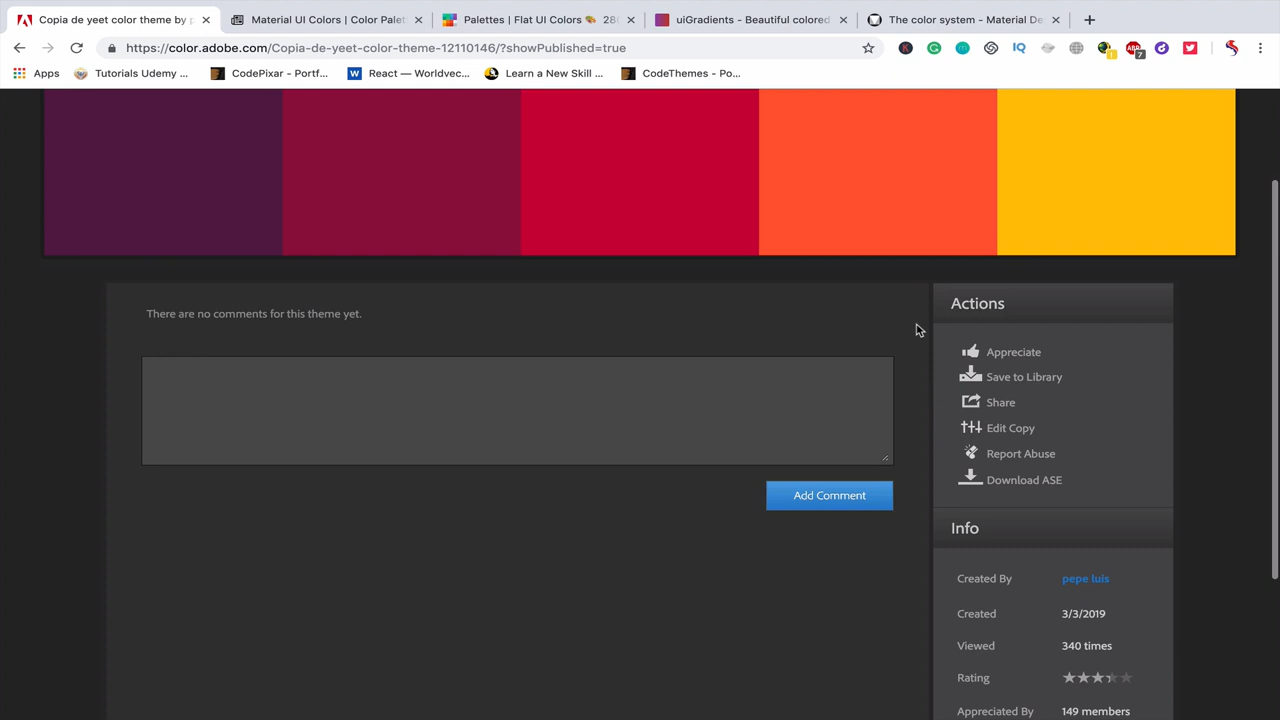 Copia de yeet color theme by p
Material UI Colors | Color Palet
Palettes | Flat UI Colors 🎨 28
uiGradients - Beautiful colored
The color system - Material De
https://color.adobe.com/Copia-de-yeet-color-theme-12110146/?showPublished=true
IQ
7
Apps
Tutorials Udemy ...
CodePixar - Portf...
W React — Worldvec...
Learn a New Skill ...
CodeThemes - Po...
There are no comments for this theme yet.
Add Comment
Actions
Appreciate
Save to Library
Share
Edit Copy
Report Abuse
Download ASE
Info
Created By pepe luis
Created 3/3/2019
Viewed 340 times
Rating
Appreciated By 149 members